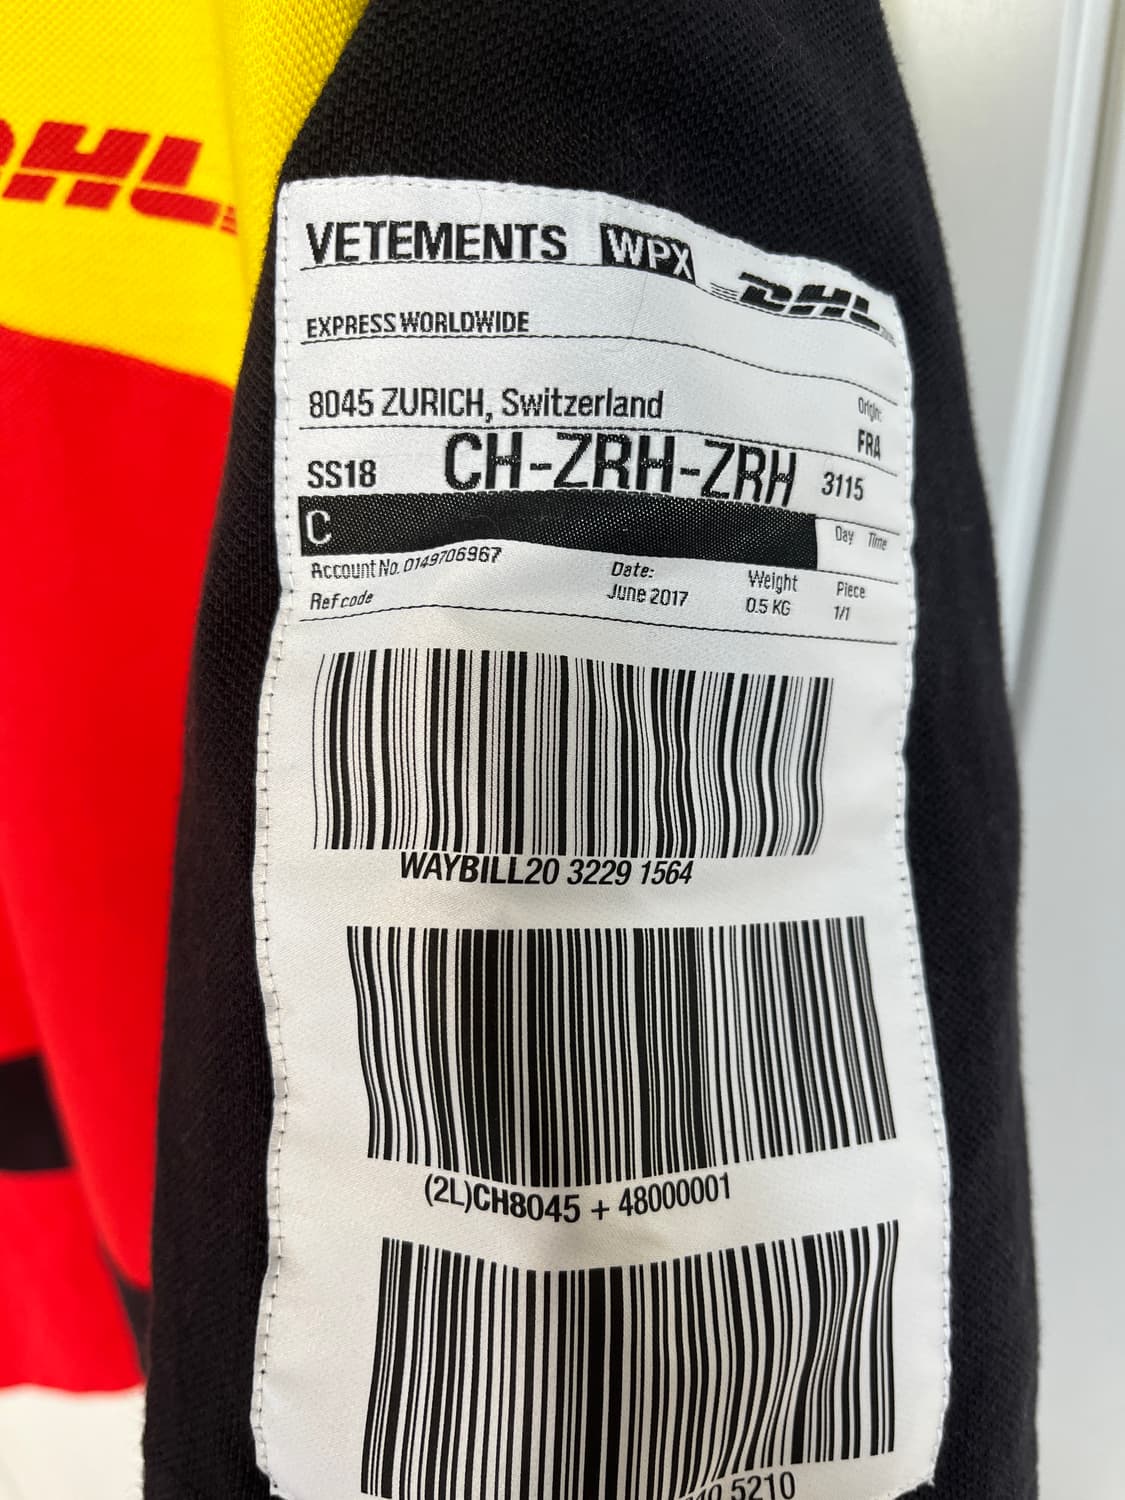 DHL
VETEMENTS WPX DHL
EXPRESS WORLDWIDE
8045 ZURICH, Switzerland
Origin:
FRA
SS18 CH-ZRH-ZRH 3115
C
Day Time
Account No. 0149706967
Ref code
Date:
June 2017
Weight
0.5 KG
Piece
1/1
WAYBILL20 3229 1564
(2L)CH8045 + 48000001
5210